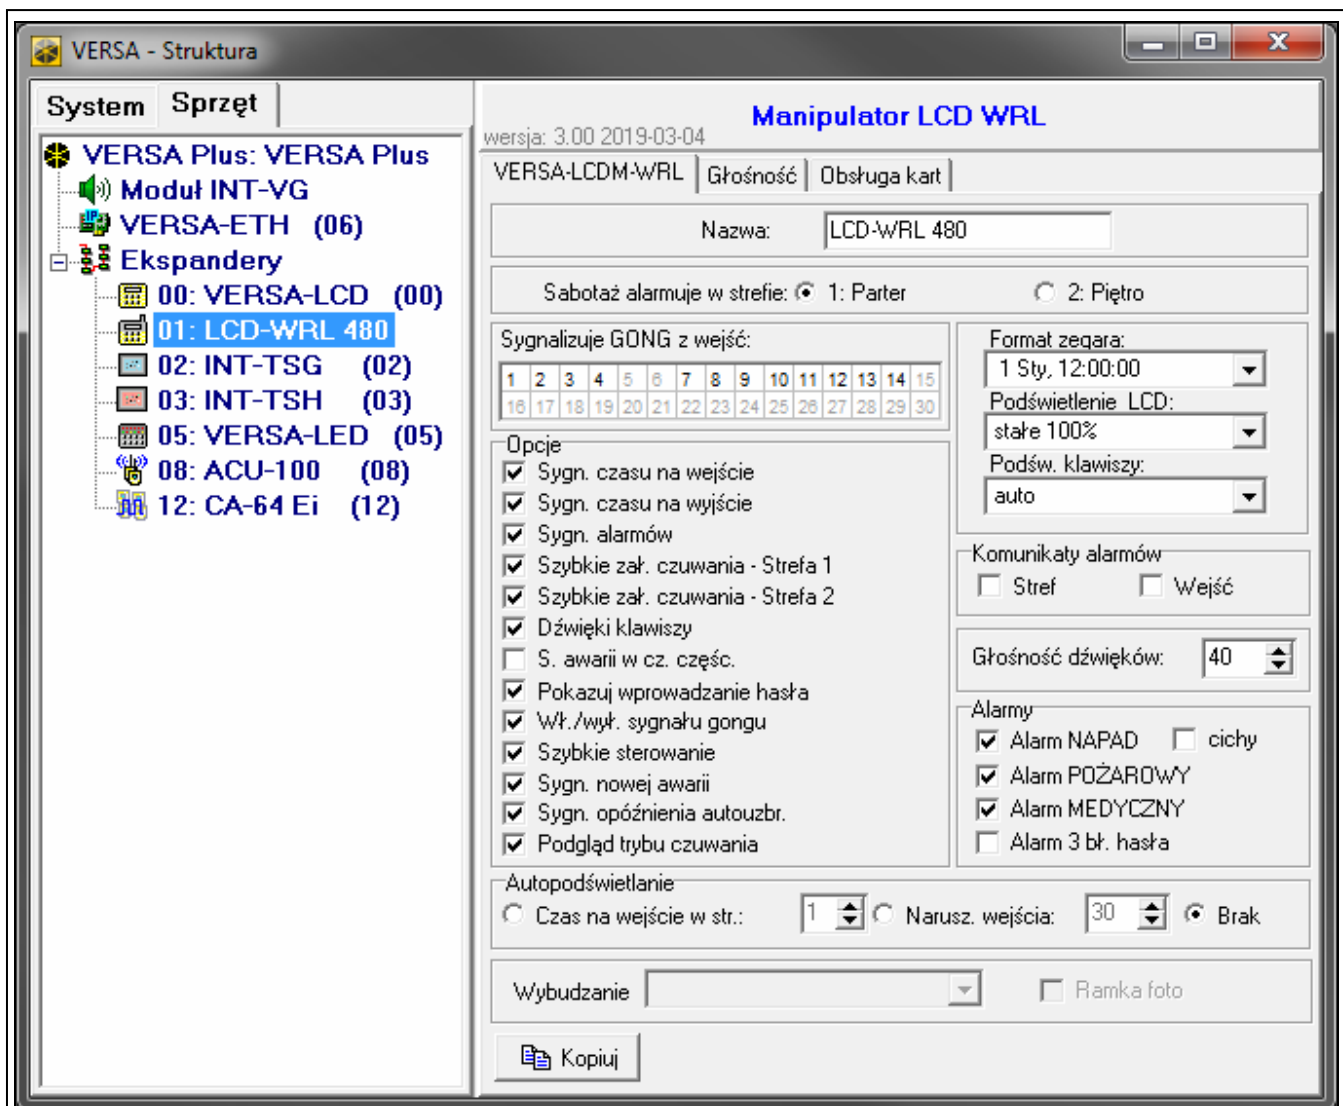 VERSA - Struktura
System Sprzęt
VERSA Plus: VERSA Plus
Moduł INT-VG
VERSA-ETH (06)
Ekspandery
00: VERSA-LCD (00)
01: LCD-WRL 480
02: INT-TSG (02)
03: INT-TSH (03)
05: VERSA-LED (05)
08: ACU-100 (08)
12: CA-64 Ei (12)
Manipulator LCD WRL
wersja: 3.00 2019-03-04
VERSA-LCDM-WRL Głośność Obsługa kart
Nazwa: LCD-WRL 480
Sabotaż alarmuje w strefie: 1: Parter 2: Piętro
Sygnalizuje GONG z wejść:
1 2 3 4 5 6 7 8 9 10 11 12 13 14 15
16 17 18 19 20 21 22 23 24 25 26 27 28 29 30
Opcje
Sygn. czasu na wejście
Sygn. czasu na wyjście
Sygn. alarmów
Szybkie zał. czuwania - Strefa 1
Szybkie zał. czuwania - Strefa 2
Dźwięki klawiszy
S. awarii w cz. częśc.
Pokazuj wprowadzanie hasła
Wł./wył. sygnału gongu
Szybkie sterowanie
Sygn. nowej awarii
Sygn. opóźnienia autouzbr.
Podgląd trybu czuwania
Format zegara:
1 Sty, 12:00:00
Podświetlenie LCD:
stałe 100%
Podśw. klawiszy:
auto
Komunikaty alarmów
Stref Wejść
Głośność dźwięków: 40
Alarmy
Alarm NAPAD cichy
Alarm POŻAROWY
Alarm MEDYCZNY
Alarm 3 bł. hasła
Autopodświetlanie
Czas na wejście w str.: 1 Narusz. wejścia: 30 Brak
Wybudzanie Ramka foto
Kopiuj